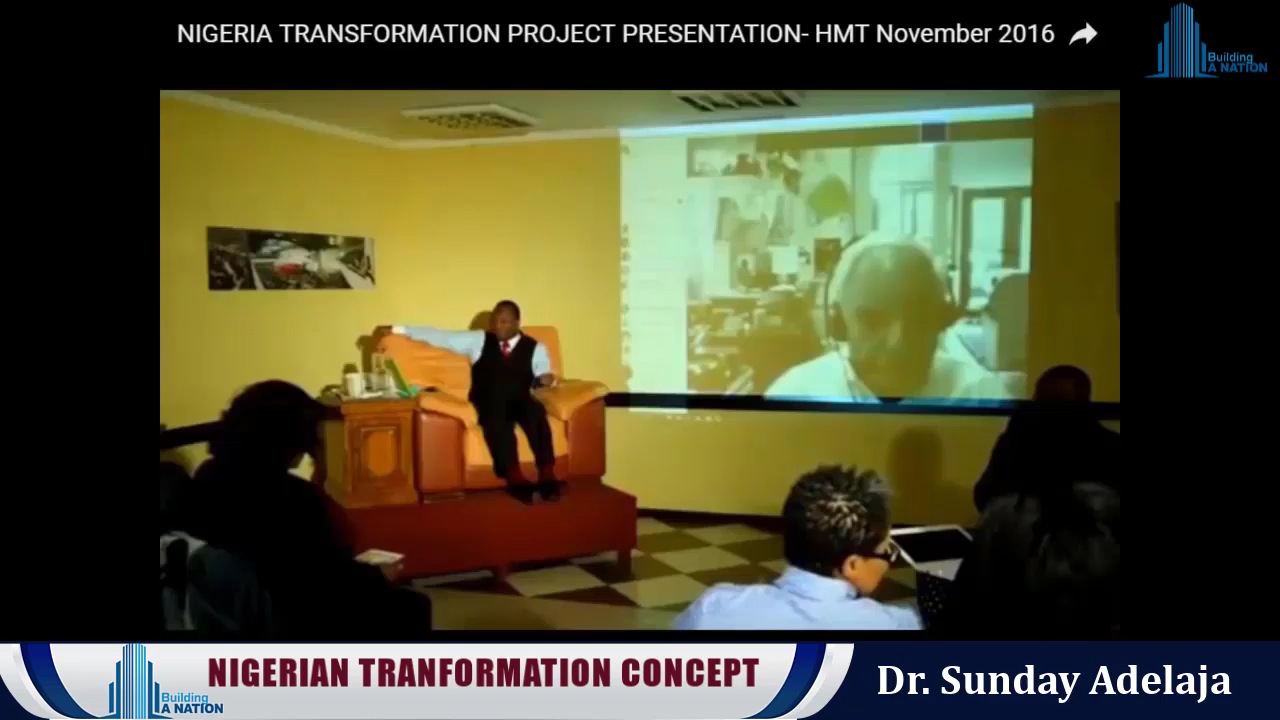 NIGERIA TRANSFORMATION PROJECT PRESENTATION- HMT November 2016
Building
A NATION
NIGERIAN TRANFORMATION CONCEPT
Building
A NATION
Dr. Sunday Adelaja